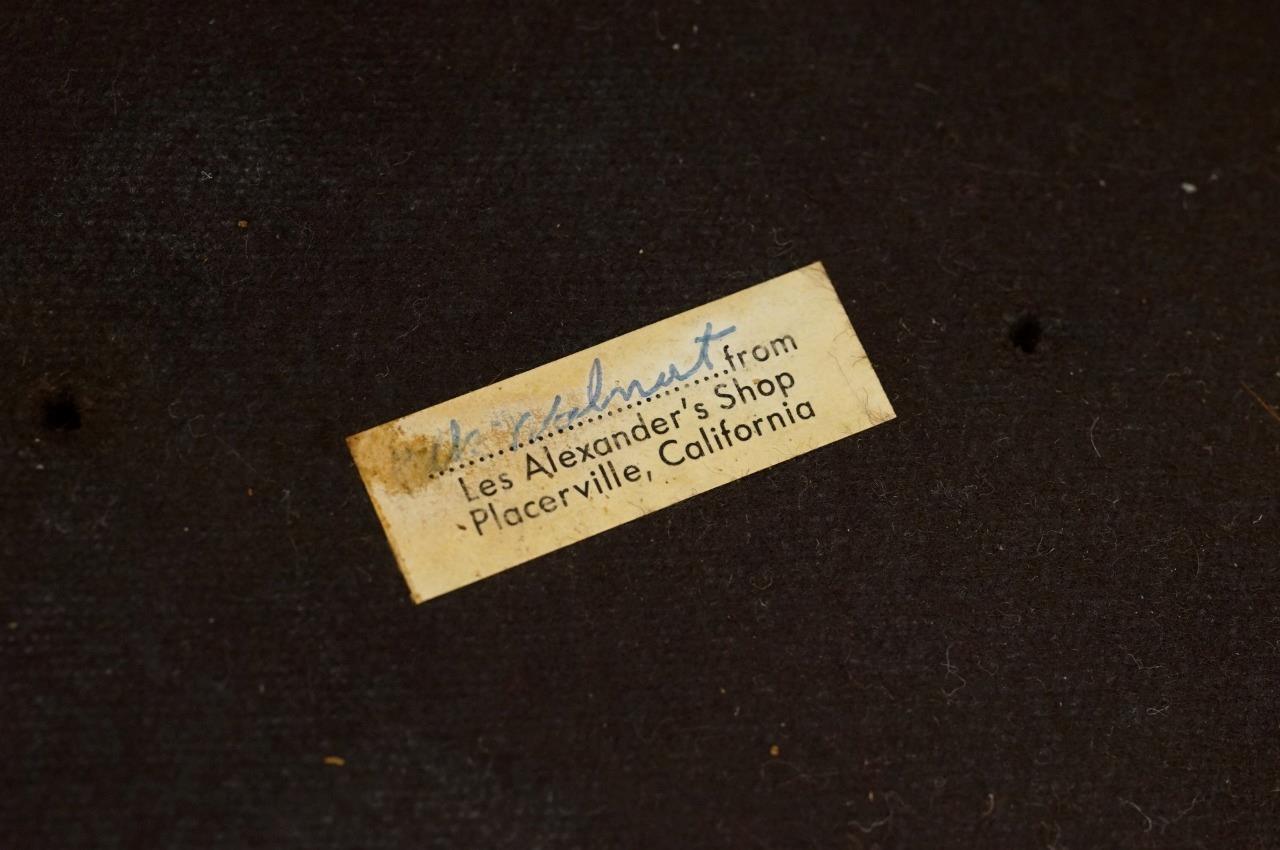 Walnut from
Les Alexander's Shop
Placerville, California